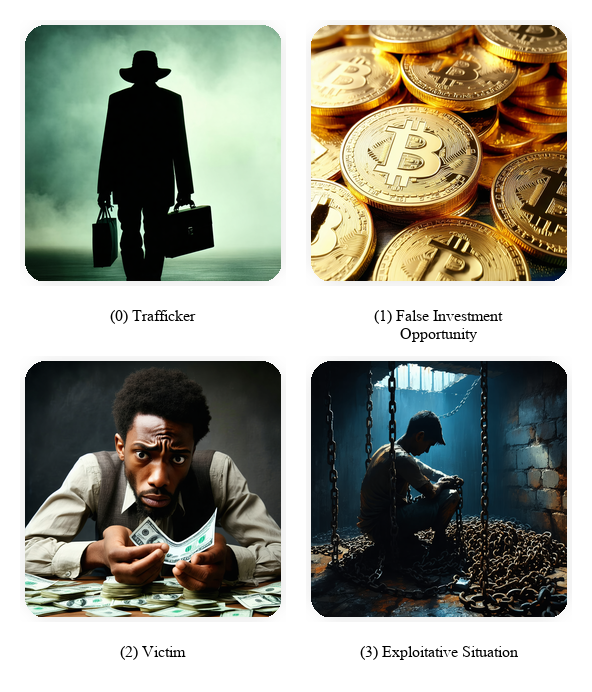 (0) Trafficker
(1) False Investment
Opportunity
(2) Victim
(3) Exploitative Situation